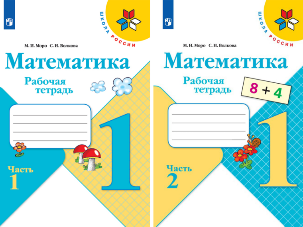 ШКОЛА РОССИИ
М. И. Моро С. И. Волкова
Математика
Рабочая тетрадь
1
Часть
1
ШКОЛА РОССИИ
М. И. Моро С. И. Волкова
Математика
Рабочая тетрадь
8 + 4
1
Часть
2